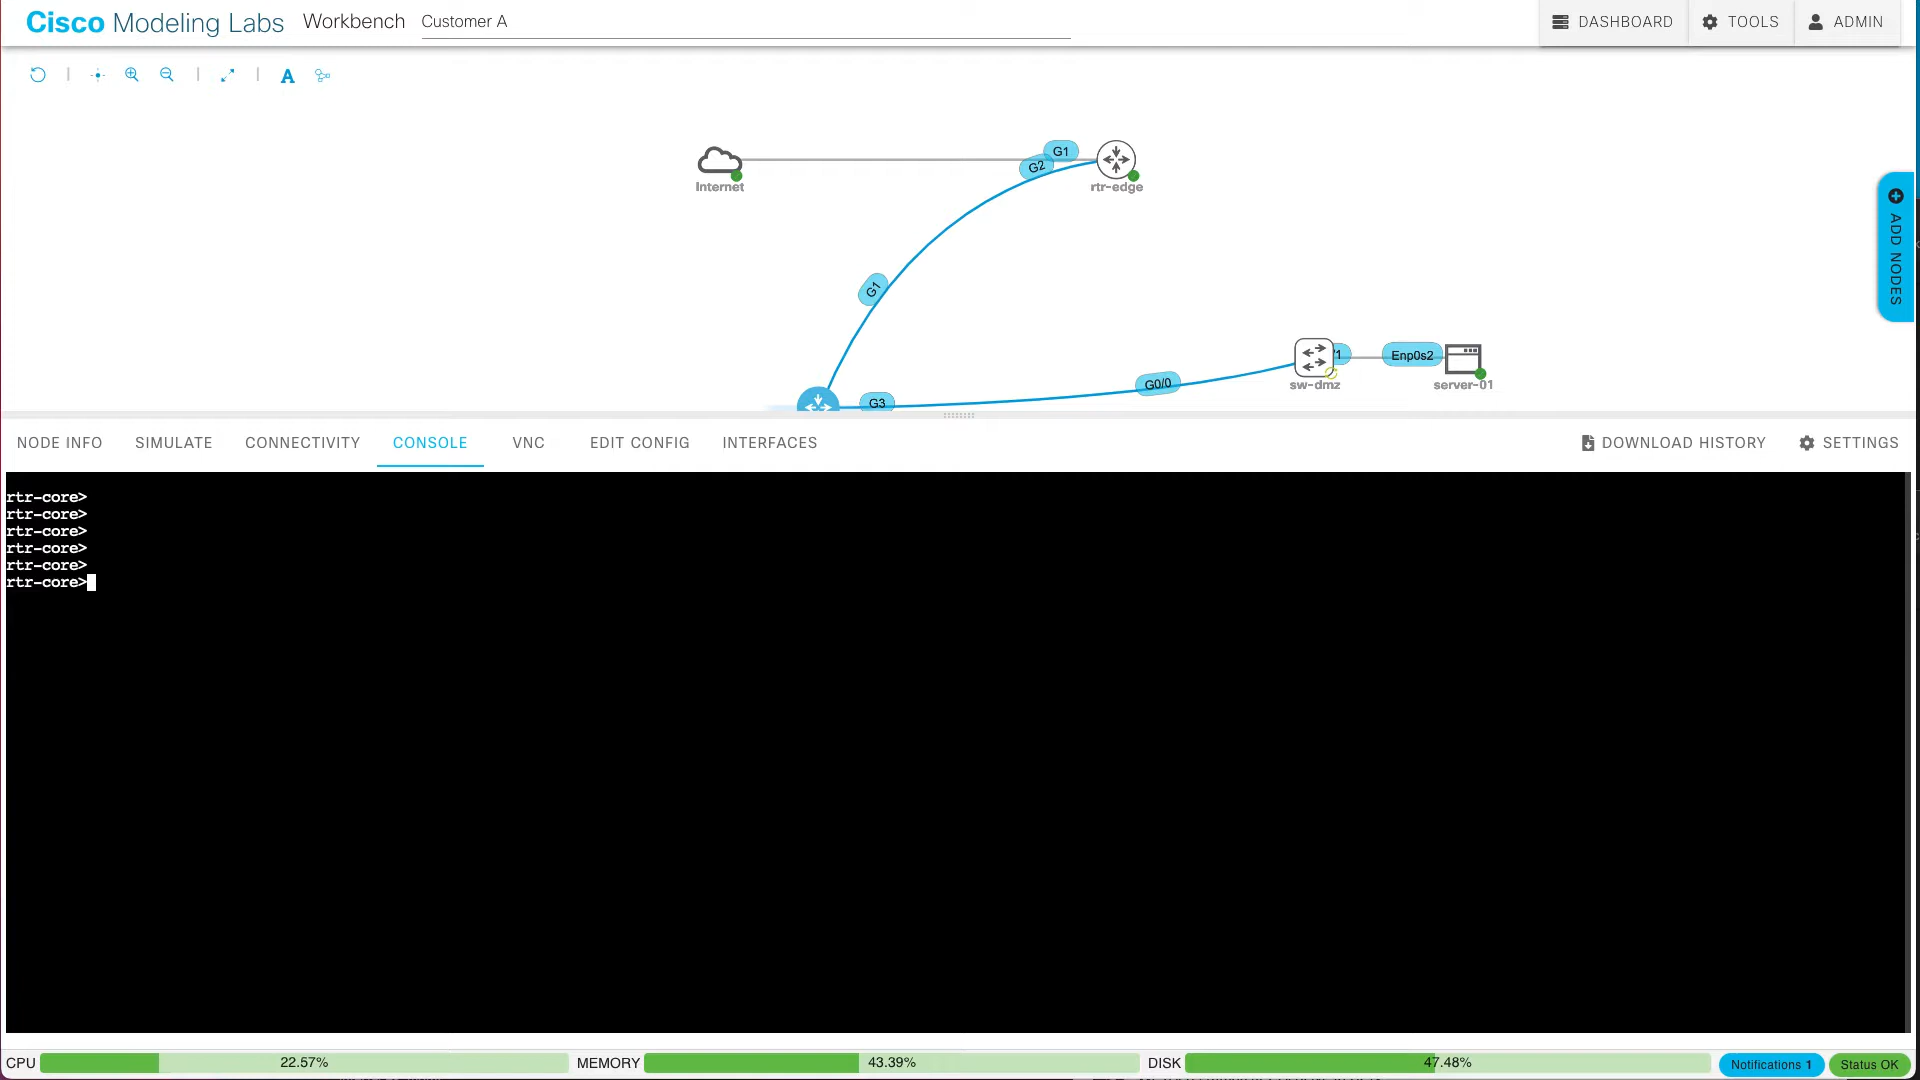 Cisco Modeling Labs Workbench Customer A DASHBOARD TOOLS ADMIN
A
G1
G2
Internet rtr-edge
ADD NODES
G1
Enp0s2
sw-dmz server-01
G0/0
G3
NODE INFO SIMULATE CONNECTIVITY CONSOLE VNC EDIT CONFIG INTERFACES DOWNLOAD HISTORY SETTINGS
rtr-core>
rtr-core>
rtr-core>
rtr-core>
rtr-core>
rtr-core>
CPU 22.57% MEMORY 43.39% DISK 47.48% Notifications 1 Status OK